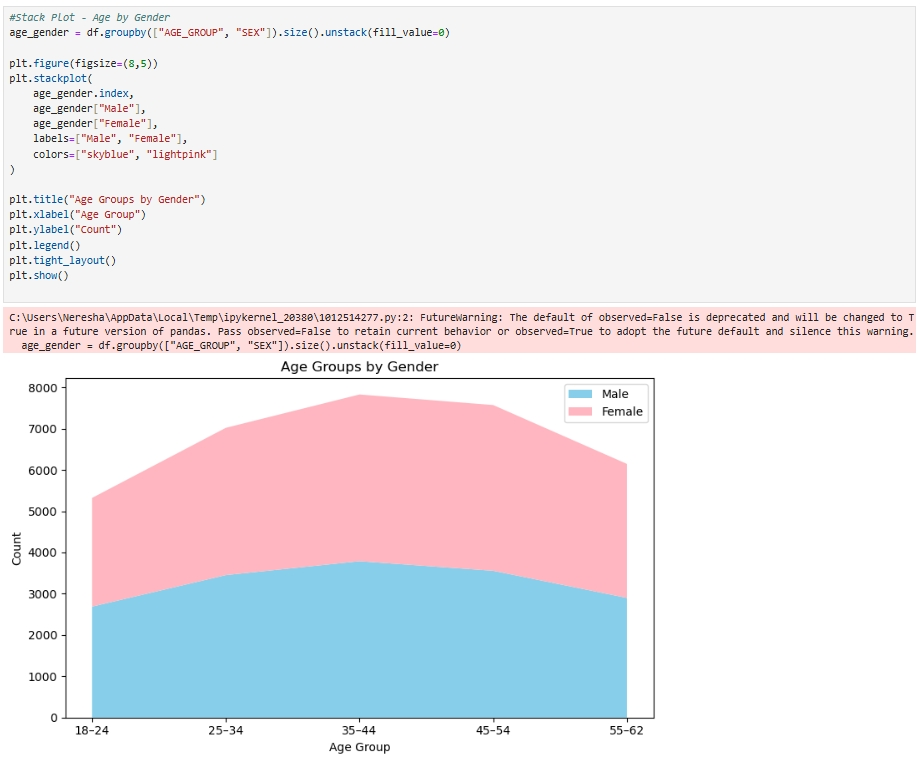 #Stack Plot - Age by Gender
age_gender = df.groupby(["AGE_GROUP", "SEX"]).size().unstack(fill_value=0)
plt.figure(figsize=(8,5))
plt.stackplot(
    age_gender.index,
    age_gender["Male"],
    age_gender["Female"],
    labels=["Male", "Female"],
    colors=["skyblue", "lightpink"]
)
plt.title("Age Groups by Gender")
plt.xlabel("Age Group")
plt.ylabel("Count")
plt.legend()
plt.tight_layout()
plt.show()
C:\Users\Neresha\AppData\Local\Temp\ipykernel_20380\1012514277.py:2: FutureWarning: The default of observed=False is deprecated and will be changed to T
rue in a future version of pandas. Pass observed=False to retain current behavior or observed=True to adopt the future default and silence this warning.
  age_gender = df.groupby(["AGE_GROUP", "SEX"]).size().unstack(fill_value=0)
Age Groups by Gender
Male
Female
8000
7000
6000
5000
4000
3000
2000
1000
0
Count
18–24
25–34
35–44
45–54
55–62
Age Group